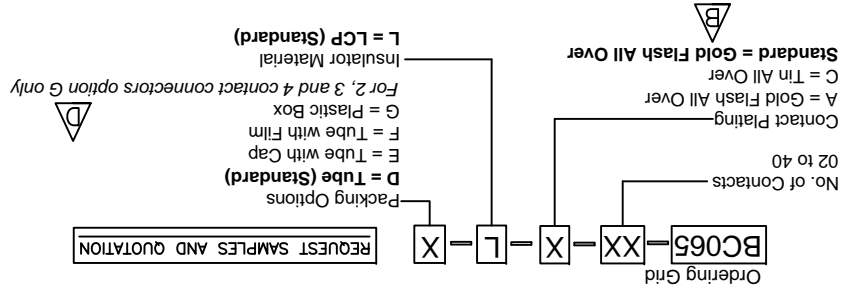 Ordering Grid
BC065 — XX — X — L — X
REQUEST SAMPLES AND QUOTATION
No. of Contacts
02 to 40
Contact Plating
A = Gold Flash All Over
C = Tin All Over
Standard = Gold Flash All Over
B
Packing Options
D = Tube (Standard)
E = Tube with Cap
F = Tube with Film
G = Plastic Box
For 2, 3 and 4 contact connectors option G only
D
Insulator Material
L = LCP (Standard)